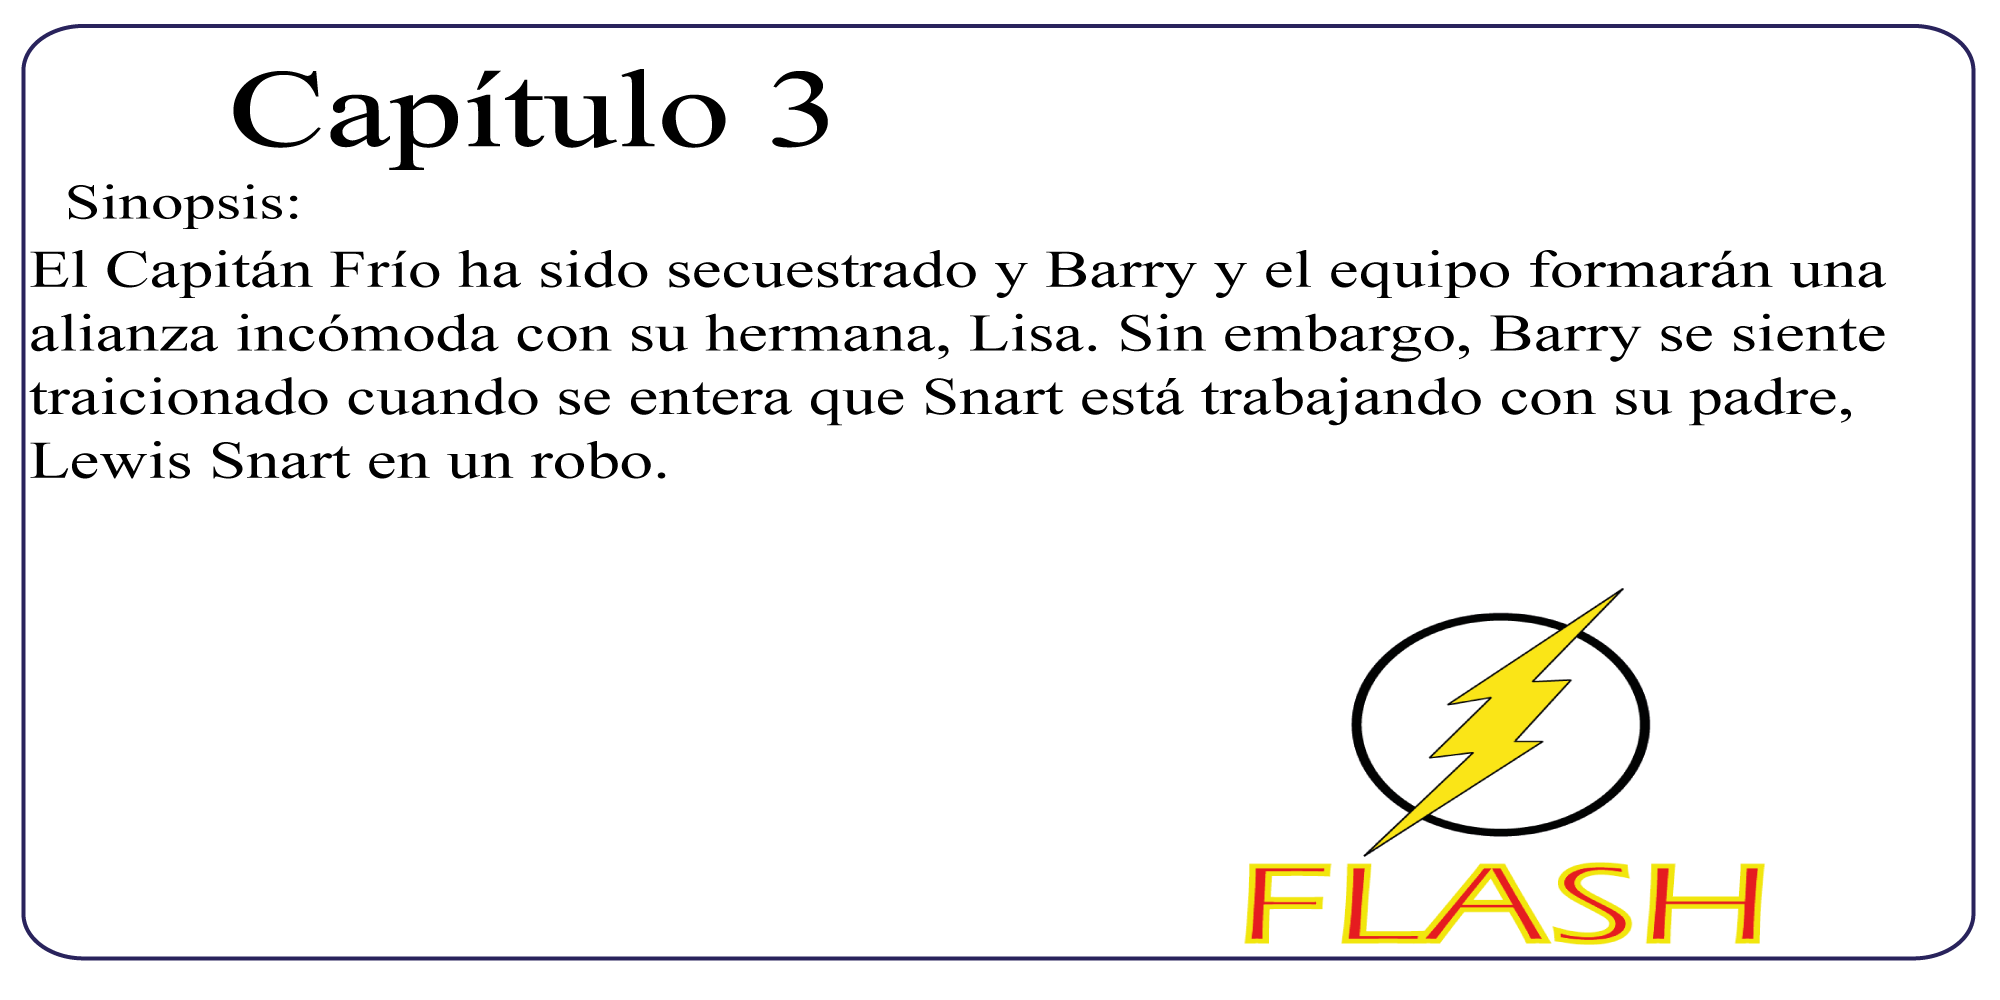 Capítulo 3
Sinopsis:
El Capitán Frío ha sido secuestrado y Barry y el equipo formarán una
alianza incómoda con su hermana, Lisa. Sin embargo, Barry se siente
traicionado cuando se entera que Snart está trabajando con su padre,
Lewis Snart en un robo.
FLASH